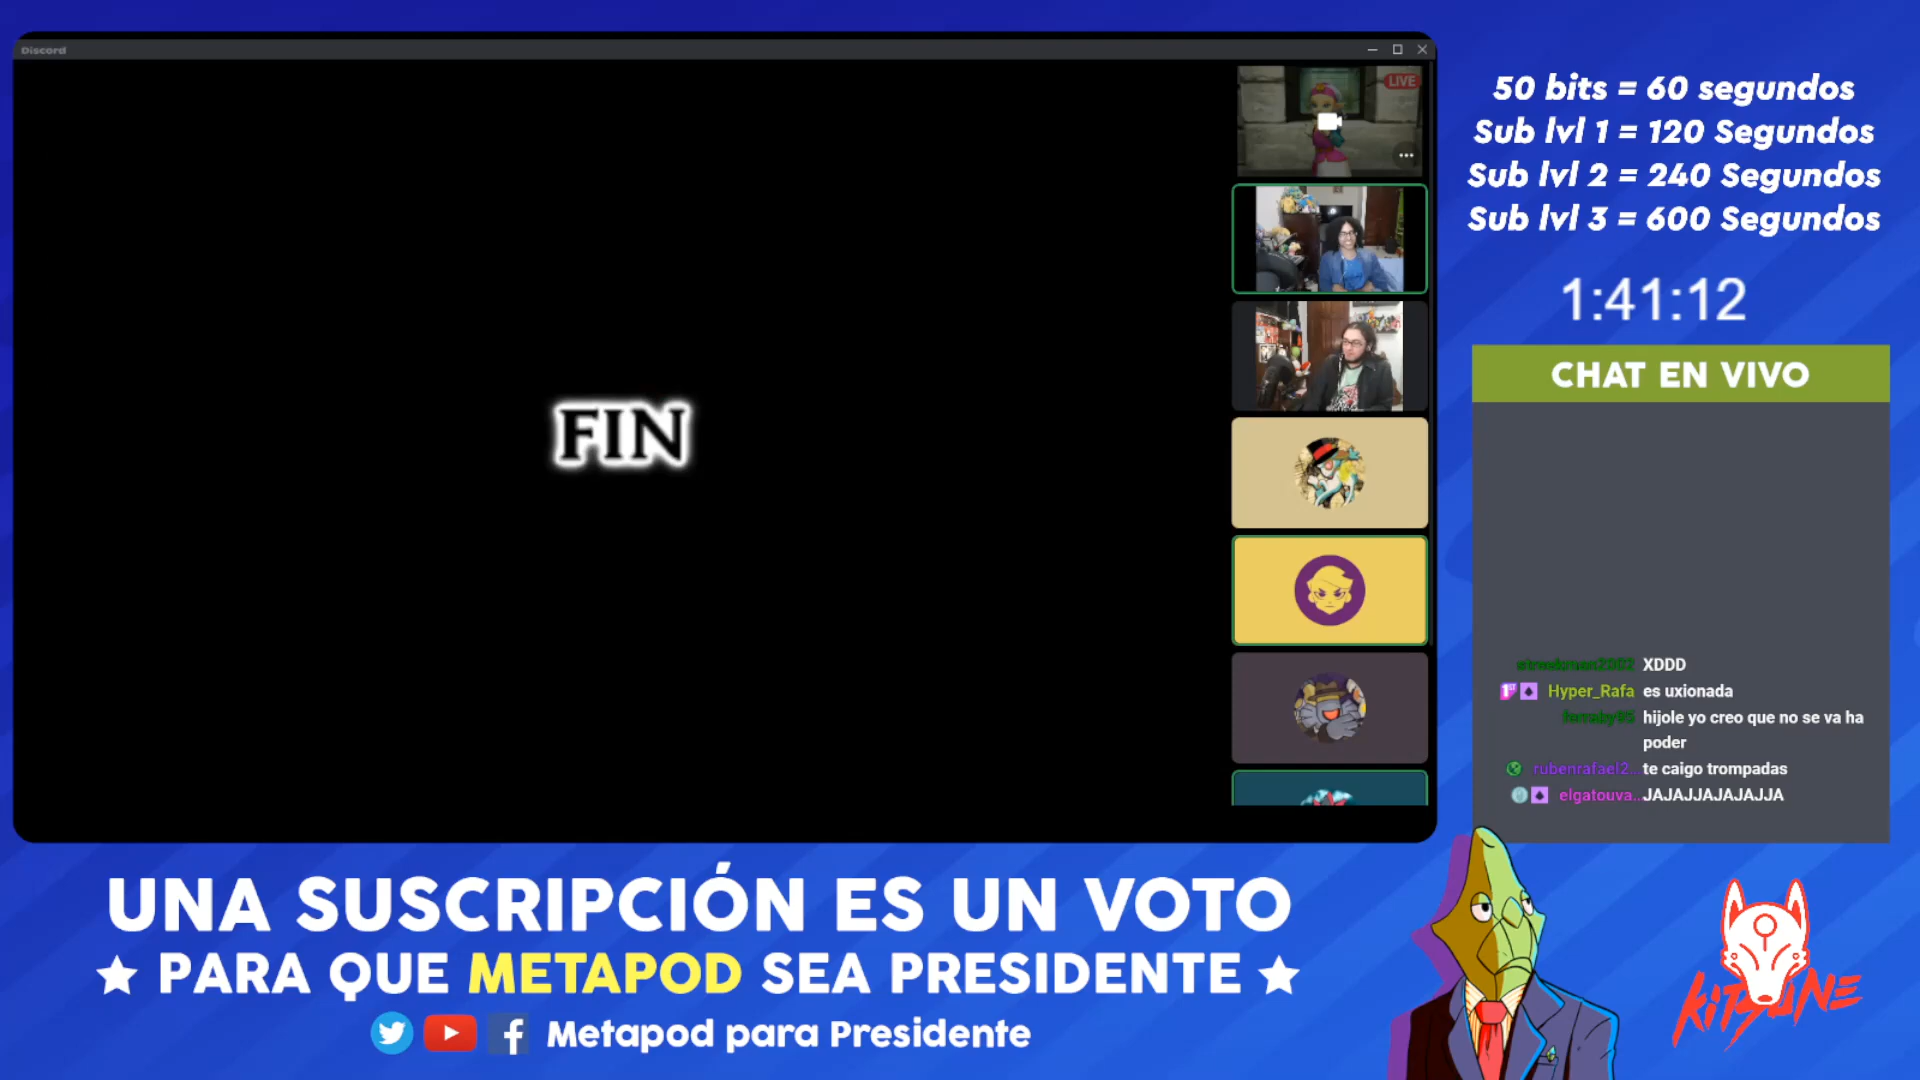 Discord
LIVE
FIN
50 bits = 60 segundos
Sub lvl 1 = 120 Segundos
Sub lvl 2 = 240 Segundos
Sub lvl 3 = 600 Segundos
1:41:12
CHAT EN VIVO
XDDD
Hyper_Rafa es uxionada
hijole yo creo que no se va ha
poder
rubenrafael2... te caigo trompadas
elgatouva... JAJAJJAJAJAJJA
UNA SUSCRIPCIÓN ES UN VOTO
PARA QUE METAPOD SEA PRESIDENTE
Metapod para Presidente
KITSUNE